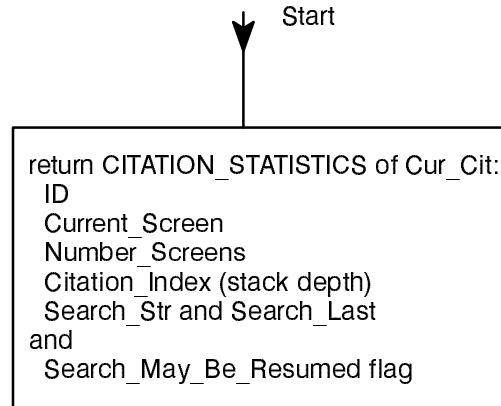 Start
return CITATION_STATISTICS of Cur_Cit:
ID
Current_Screen
Number_Screens
Citation_Index (stack depth)
Search_Str and Search_Last
and
Search_May_Be_Resumed flag